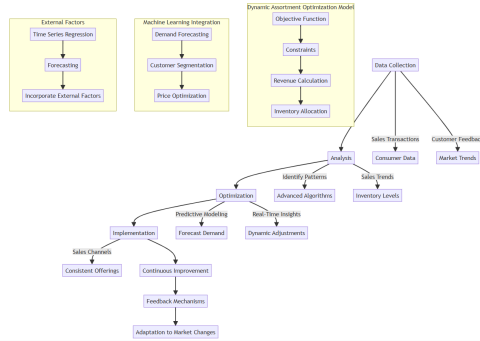 External Factors
Time Series Regression
Forecasting
Incorporate External Factors
Machine Learning Integration
Demand Forecasting
Customer Segmentation
Price Optimization
Dynamic Assortment Optimization Model
Objective Function
Constraints
Revenue Calculation
Inventory Allocation
Data Collection
Sales Transactions
Customer Feedback
Analysis
Consumer Data
Market Trends
Identify Patterns
Sales Trends
Optimization
Advanced Algorithms
Inventory Levels
Predictive Modeling
Real-Time Insights
Implementation
Forecast Demand
Dynamic Adjustments
Sales Channels
Consistent Offerings
Continuous Improvement
Feedback Mechanisms
Adaptation to Market Changes